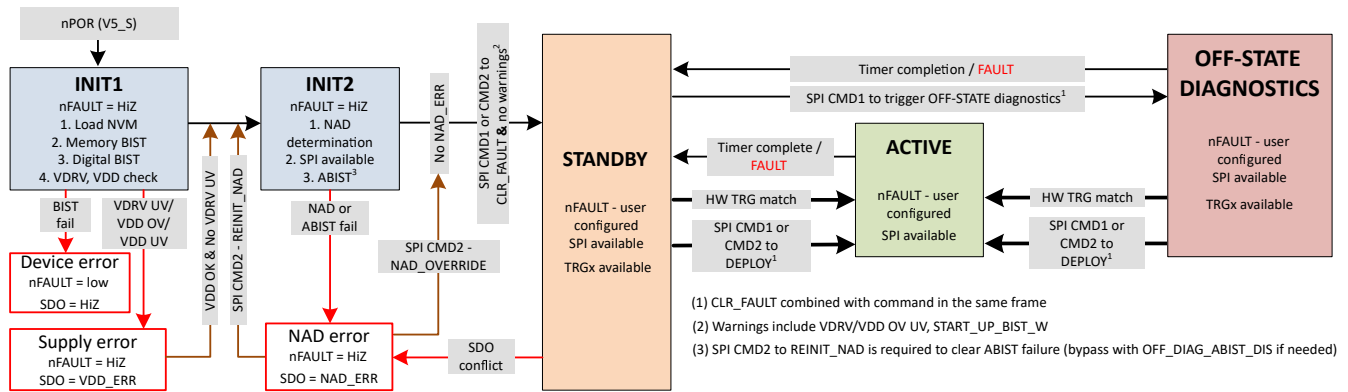 nPOR (V5_S)
INIT1
nFAULT = HiZ
1. Load NVM
2. Memory BIST
3. Digital BIST
4. VDRV, VDD check
BIST
fail
VDRV UV/
VDD OV/
VDD UV
Device error
nFAULT = low
SDO = HiZ
Supply error
nFAULT = HiZ
SDO = VDD_ERR
VDD OK & No VDRV UV
SPI CMD2 - REINIT_NAD
INIT2
nFAULT = HiZ
1. NAD
determination
2. SPI available
3. ABIST³
NAD or
ABIST fail
NAD error
nFAULT = HiZ
SDO = NAD_ERR
SPI CMD2 -
NAD_OVERRIDE
No NAD_ERR
SPI CMD1 or CMD2 to
CLR_FAULT & no warnings²
SDO
conflict
STANDBY
nFAULT - user
configured
SPI available
TRGx available
Timer completion / FAULT
SPI CMD1 to trigger OFF-STATE diagnostics¹
Timer complete /
FAULT
HW TRG match
SPI CMD1 or
CMD2 to
DEPLOY¹
ACTIVE
nFAULT - user
configured
SPI available
HW TRG match
SPI CMD1 or
CMD2 to
DEPLOY¹
OFF-STATE
DIAGNOSTICS
nFAULT - user
configured
SPI available
TRGx available
(1) CLR_FAULT combined with command in the same frame
(2) Warnings include VDRV/VDD OV UV, START_UP_BIST_W
(3) SPI CMD2 to REINIT_NAD is required to clear ABIST failure (bypass with OFF_DIAG_ABIST_DIS if needed)